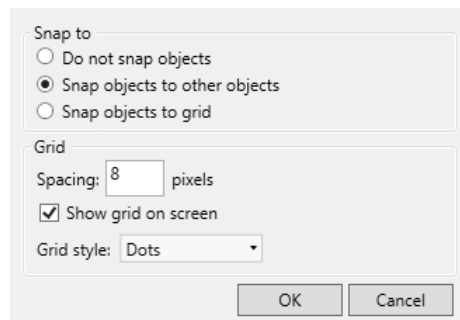 Snap to
Do not snap objects
Snap objects to other objects
Snap objects to grid
Grid
Spacing: 8 pixels
Show grid on screen
Grid style: Dots
OK Cancel